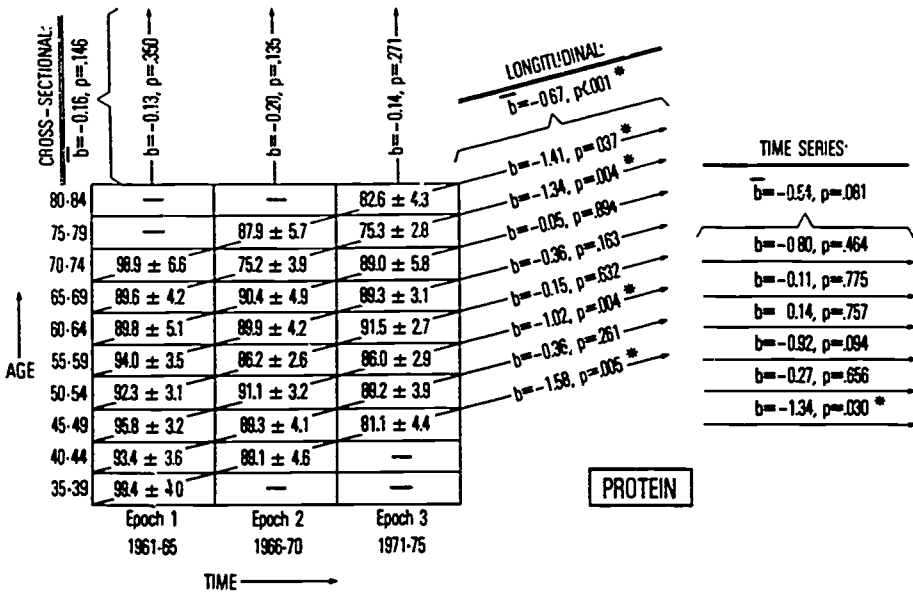 CROSS-SECTIONAL:
b=-0.16, p=.146
b=-0.13, p=.350
b=-0.20, p=.135
b=-0.14, p=.271
LONGITUDINAL:
b=-0.67, p<.001 *
b=-1.41, p=.037 *
b=-1.34, p=.004 *
b=-0.05, p=.894
b=-0.36, p=.163
b=-0.15, p=.632
b=-1.02, p=.004 *
b=-0.36, p=.261
b=-1.58, p=.005 *
TIME SERIES:
b=-0.54, p=.081
b=-0.80, p=.464
b=-0.11, p=.775
b= 0.14, p=.757
b=-0.92, p=.094
b=-0.27, p=.656
b=-1.34, p=.030 *
80-84 — — 82.6 ± 4.3
75-79 — 87.9 ± 5.7 75.3 ± 2.8
70-74 98.9 ± 6.6 75.2 ± 3.9 89.0 ± 5.8
65-69 89.6 ± 4.2 90.4 ± 4.9 89.3 ± 3.1
60-64 89.8 ± 5.1 89.9 ± 4.2 91.5 ± 2.7
AGE
55-59 94.0 ± 3.5 86.2 ± 2.6 86.0 ± 2.9
50-54 92.3 ± 3.1 91.1 ± 3.2 88.2 ± 3.9
45-49 95.8 ± 3.2 89.3 ± 4.1 81.1 ± 4.4
40-44 93.4 ± 3.6 89.1 ± 4.6 —
35-39 99.4 ± 4.0 — —
PROTEIN
Epoch 1 Epoch 2 Epoch 3
1961-65 1966-70 1971-75
TIME